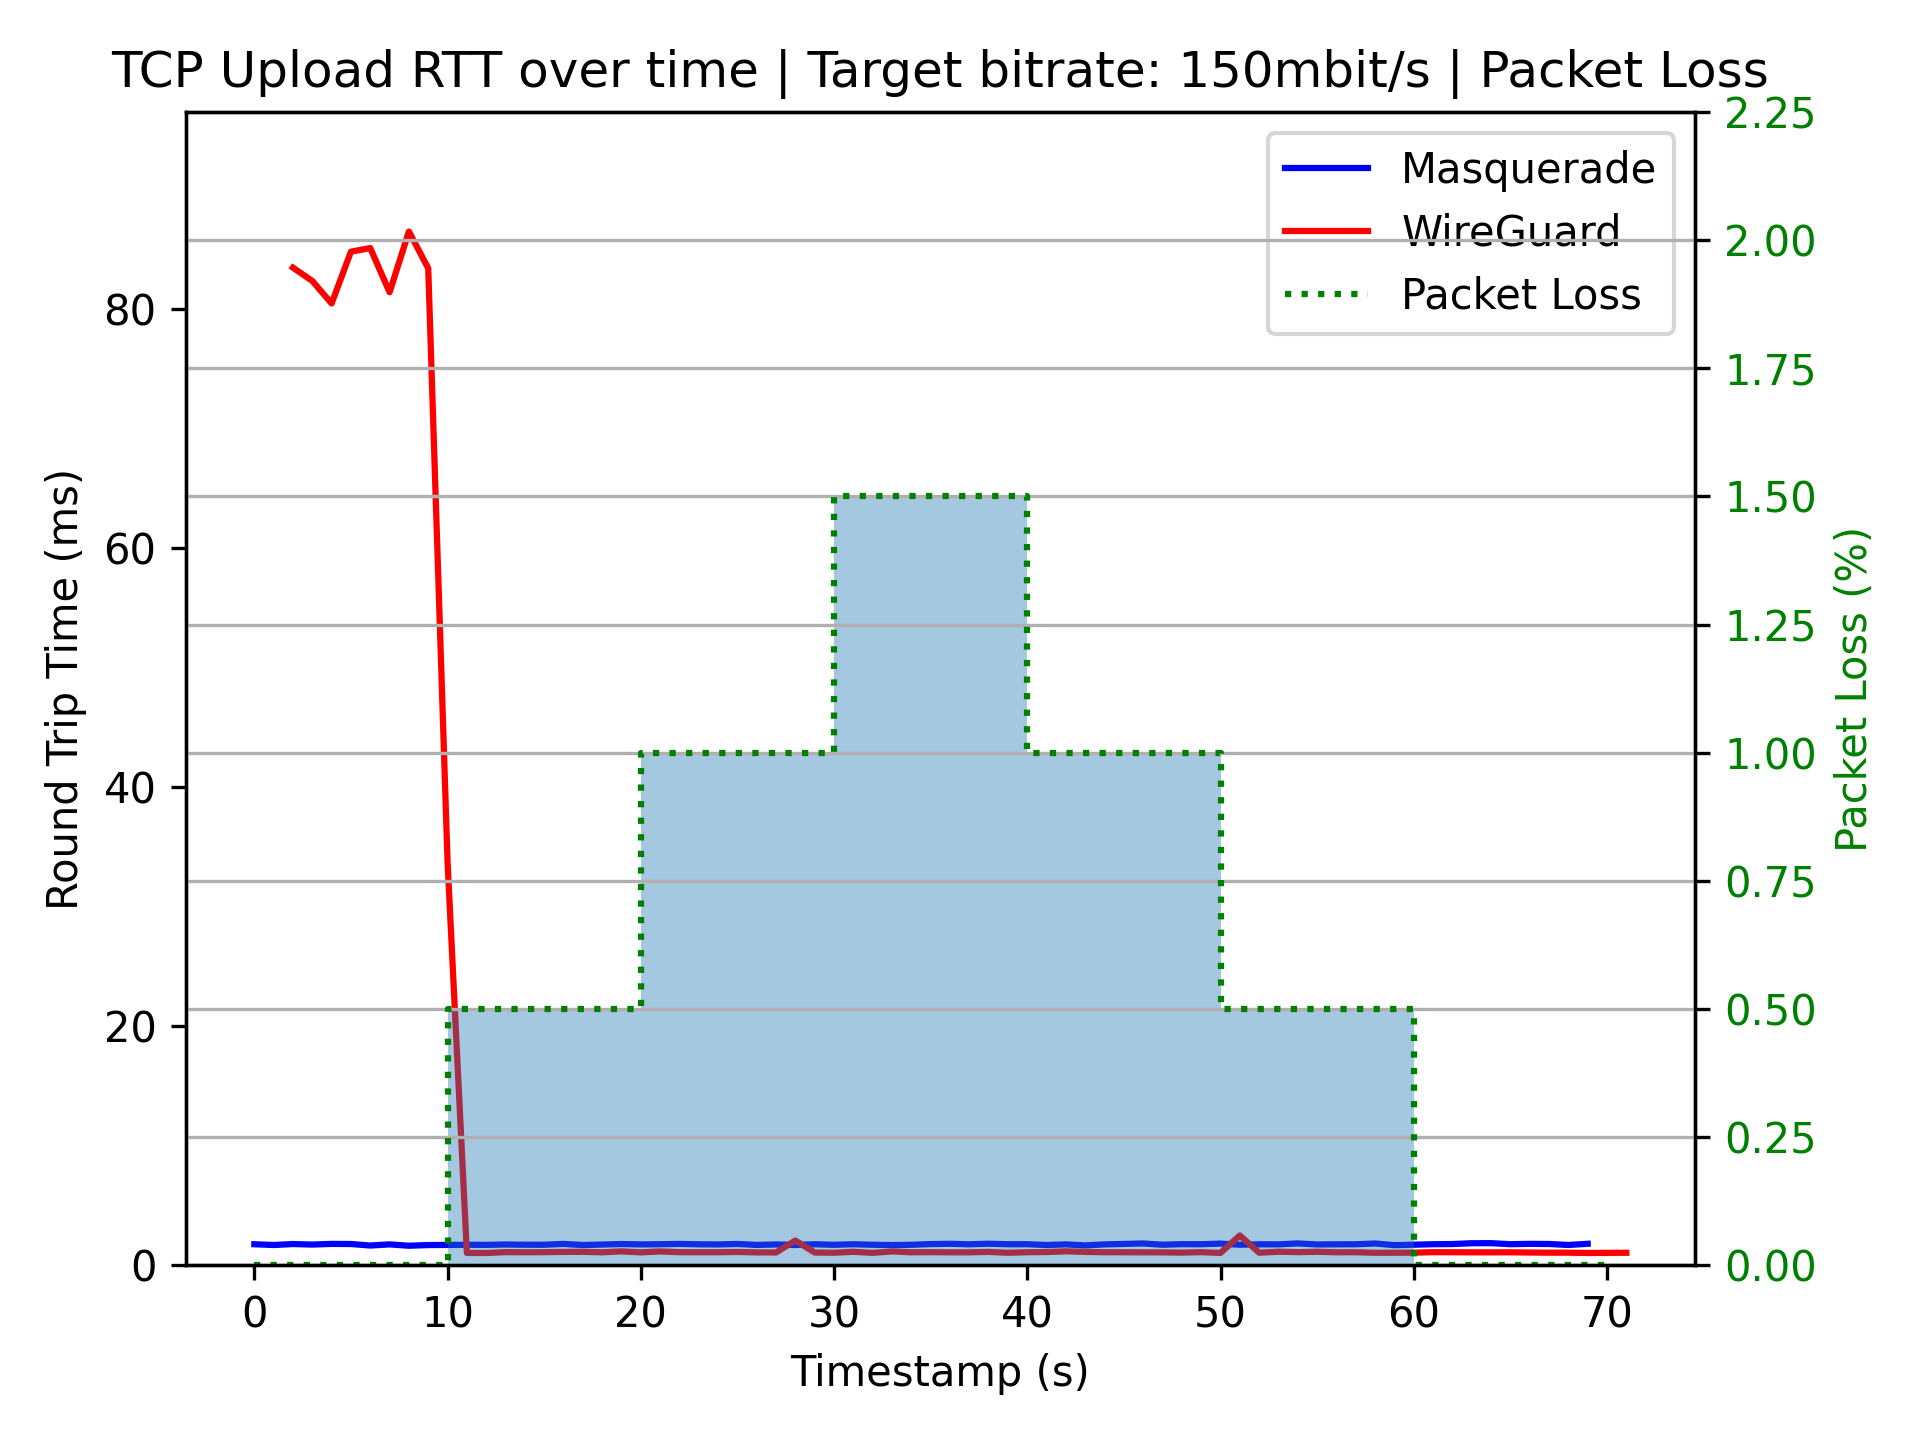 TCP Upload RTT over time | Target bitrate: 150mbit/s | Packet Loss
Masquerade
WireGuard
Packet Loss
Round Trip Time (ms)
80
60
40
20
0
2.25
2.00
1.75
1.50
1.25
1.00
0.75
0.50
0.25
0.00
Packet Loss (%)
0 10 20 30 40 50 60 70
Timestamp (s)